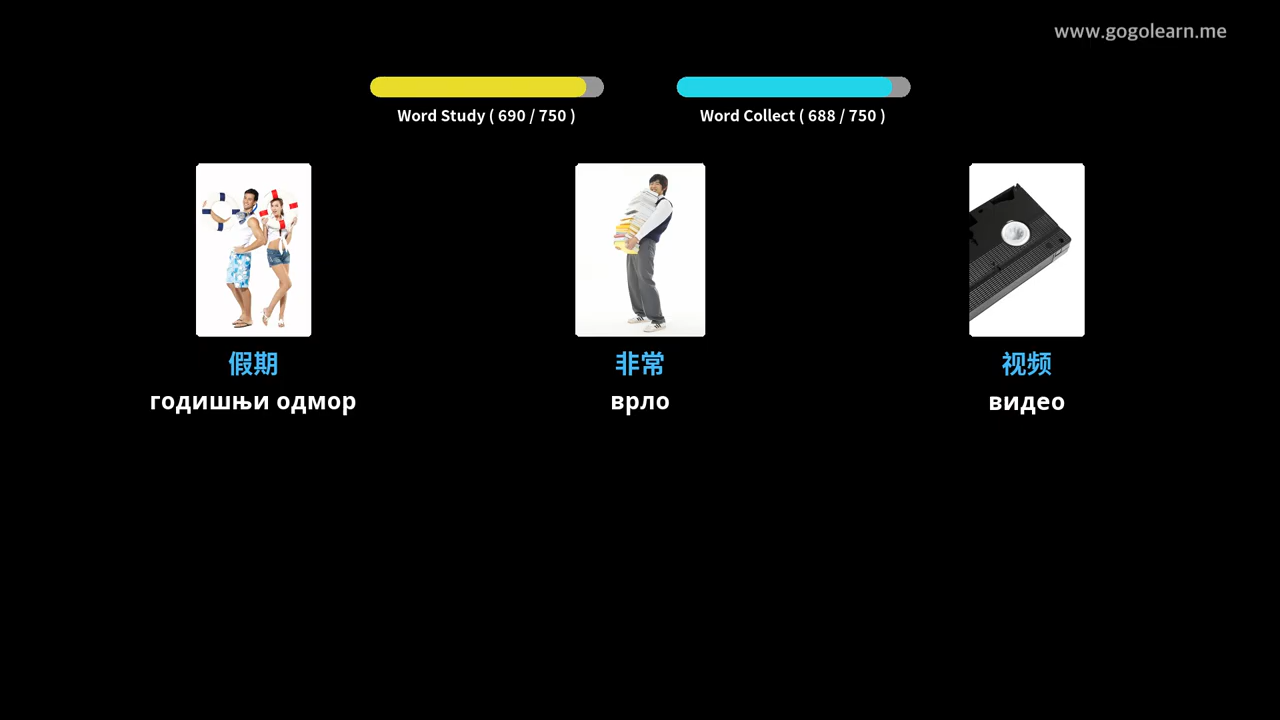 www.gogolearn.me
Word Study ( 690 / 750 )
Word Collect ( 688 / 750 )
假期
非常
视频
годишњи одмор
врло
видео